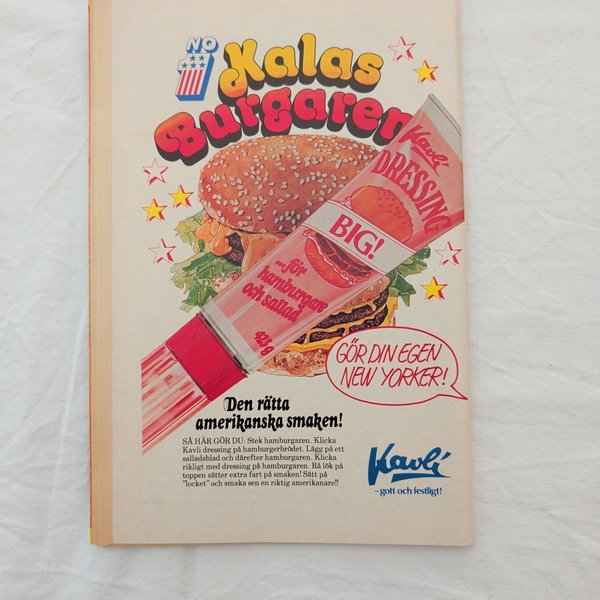 NO 1
Kalas
Burgaren
Kavli
DRESSING
BIG!
...för
hamburgare
och sallad
423 g
GÖR DIN EGEN
NEW YORKER!
Den rätta
amerikanska smaken!
SÅ HÄR GÖR DU: Stek hamburgaren. Klicka
Kavli dressing på hamburgerbrödet. Lägg på ett
salladsblad och därefter hamburgaren. Klicka
rikligt med dressing på hamburgaren. Rå lök på
toppen sätter extra fart på smaken! Sätt på
"locket" och smaka sen en riktig amerikanare!!
Kavli
– gott och festligt!